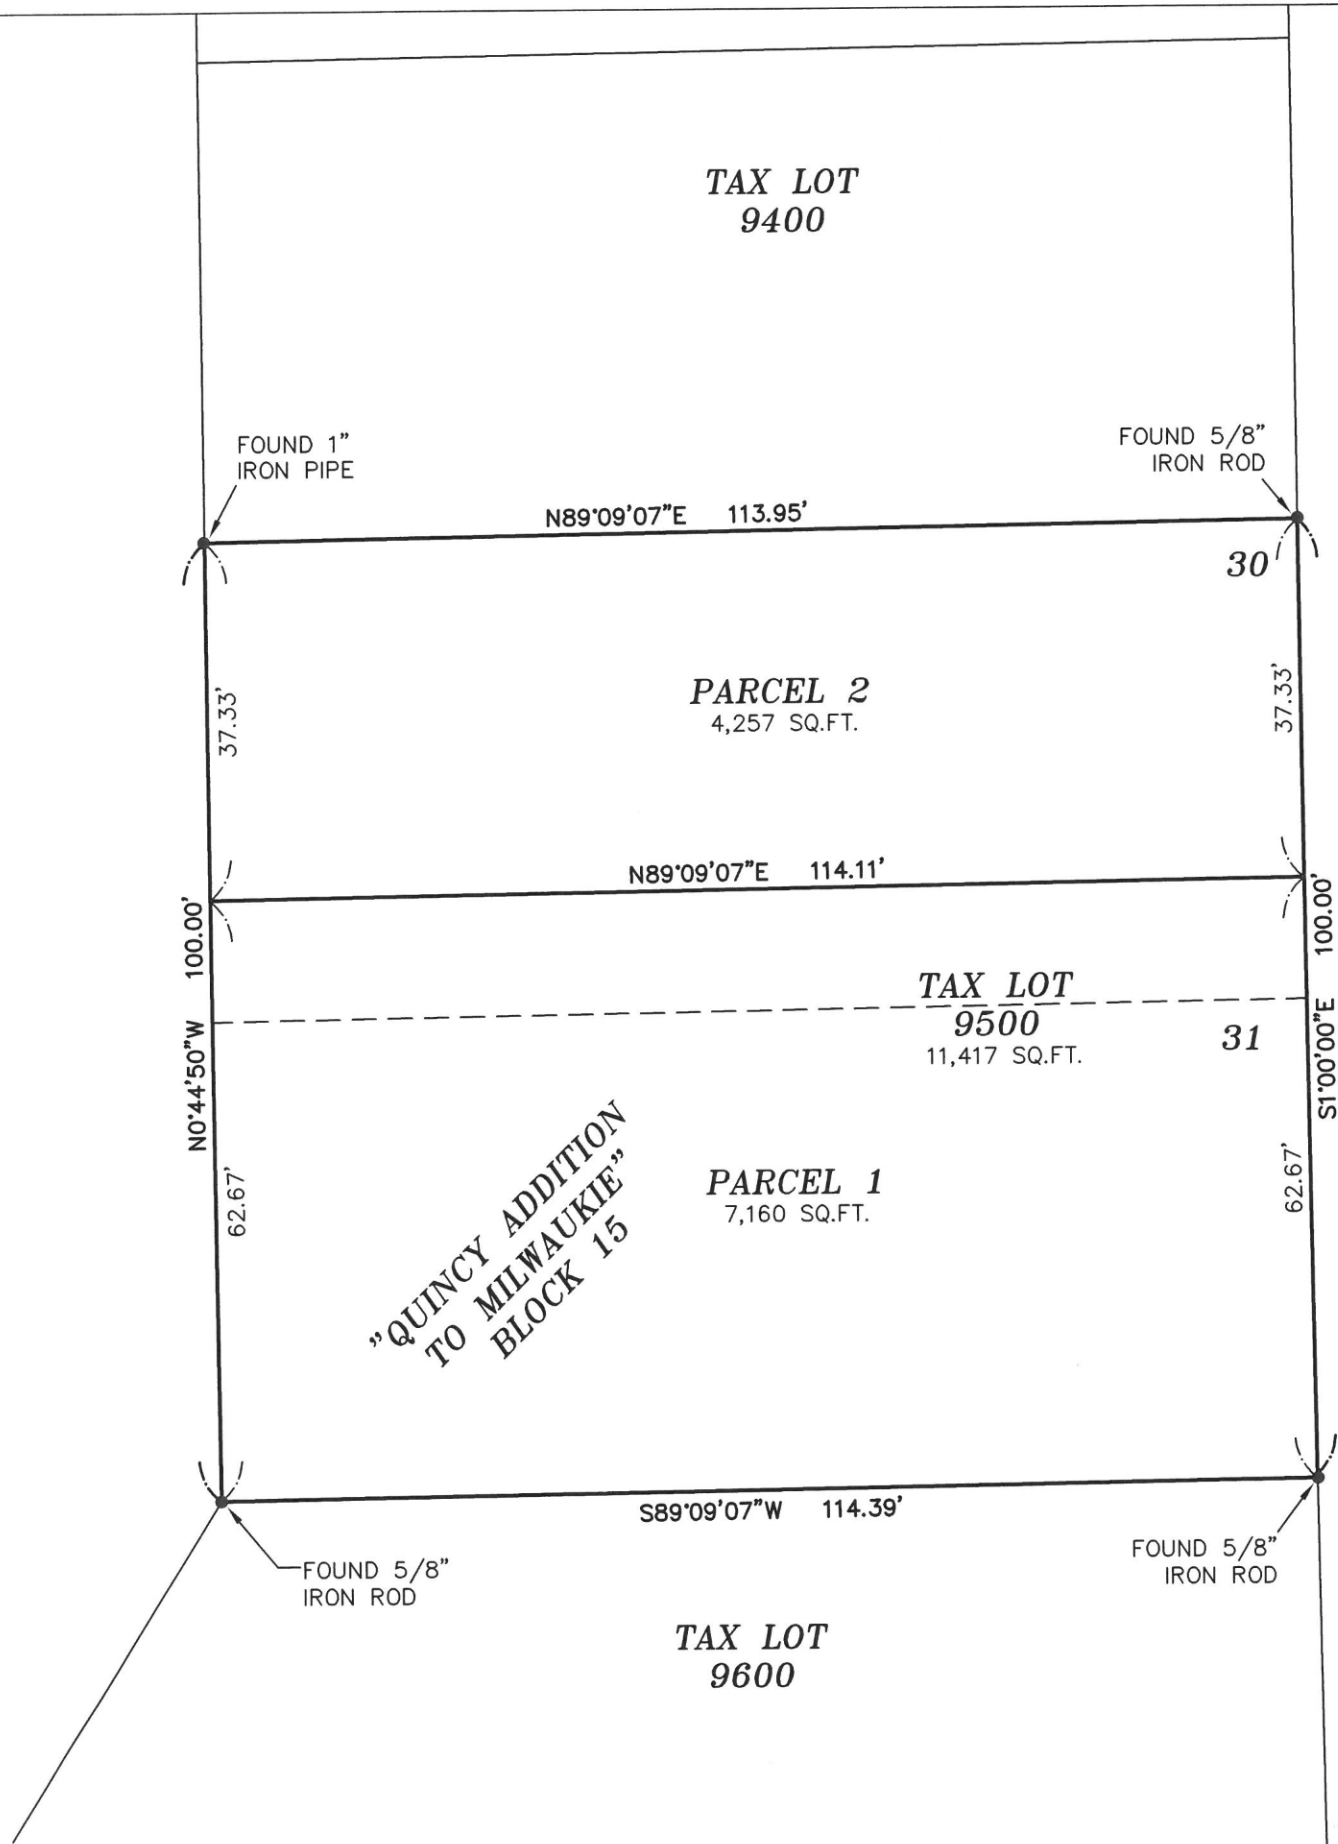 TAX LOT
9400
FOUND 1"
IRON PIPE
FOUND 5/8"
IRON ROD
N89°09'07"E 113.95'
30
37.33'
PARCEL 2
4,257 SQ.FT.
37.33'
N89°09'07"E 114.11'
N0°44'50"W 100.00'
S1°00'00"E 100.00'
TAX LOT
9500
11,417 SQ.FT.
31
62.67'
"QUINCY ADDITION
TO MILWAUKIE"
BLOCK 15
PARCEL 1
7,160 SQ.FT.
62.67'
S89°09'07"W 114.39'
FOUND 5/8"
IRON ROD
FOUND 5/8"
IRON ROD
TAX LOT
9600